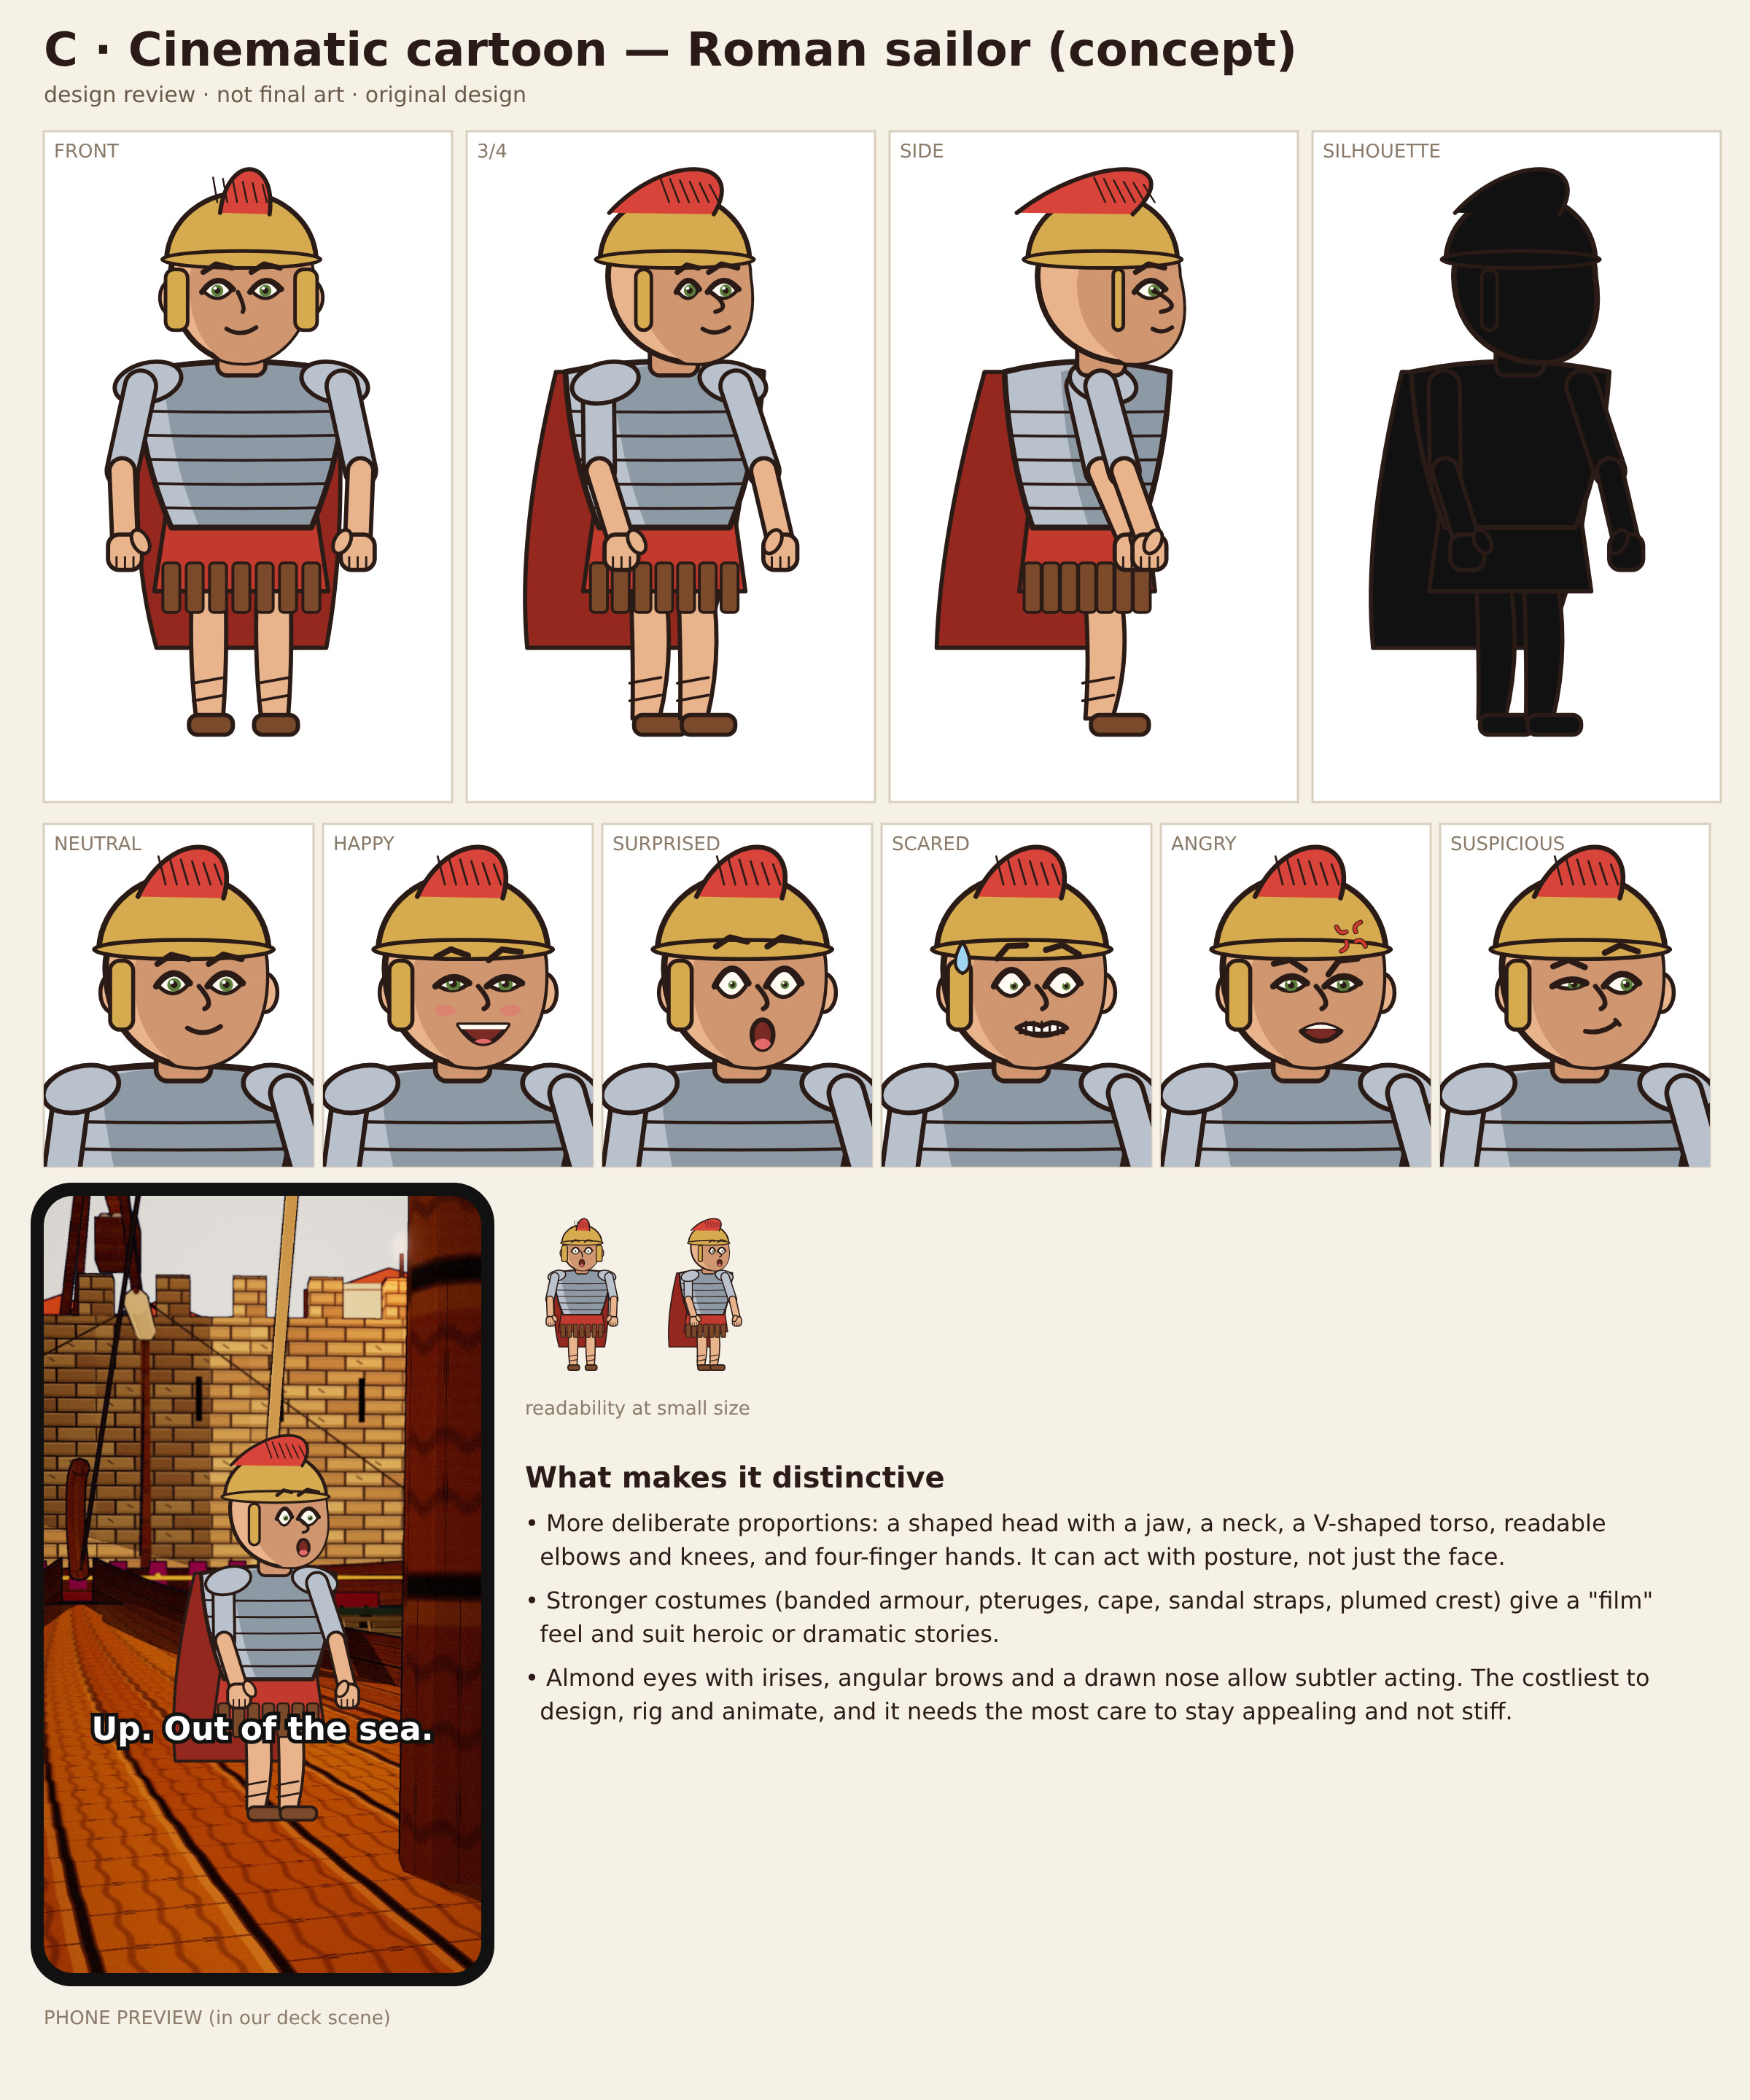 C · Cinematic cartoon — Roman sailor (concept)
design review · not final art · original design
FRONT
3/4
SIDE
SILHOUETTE
NEUTRAL
HAPPY
SURPRISED
SCARED
ANGRY
SUSPICIOUS
readability at small size
What makes it distinctive
• More deliberate proportions: a shaped head with a jaw, a neck, a V-shaped torso, readable
elbows and knees, and four-finger hands. It can act with posture, not just the face.
• Stronger costumes (banded armour, pteruges, cape, sandal straps, plumed crest) give a "film"
feel and suit heroic or dramatic stories.
• Almond eyes with irises, angular brows and a drawn nose allow subtler acting. The costliest to
design, rig and animate, and it needs the most care to stay appealing and not stiff.
Up. Out of the sea.
PHONE PREVIEW (in our deck scene)